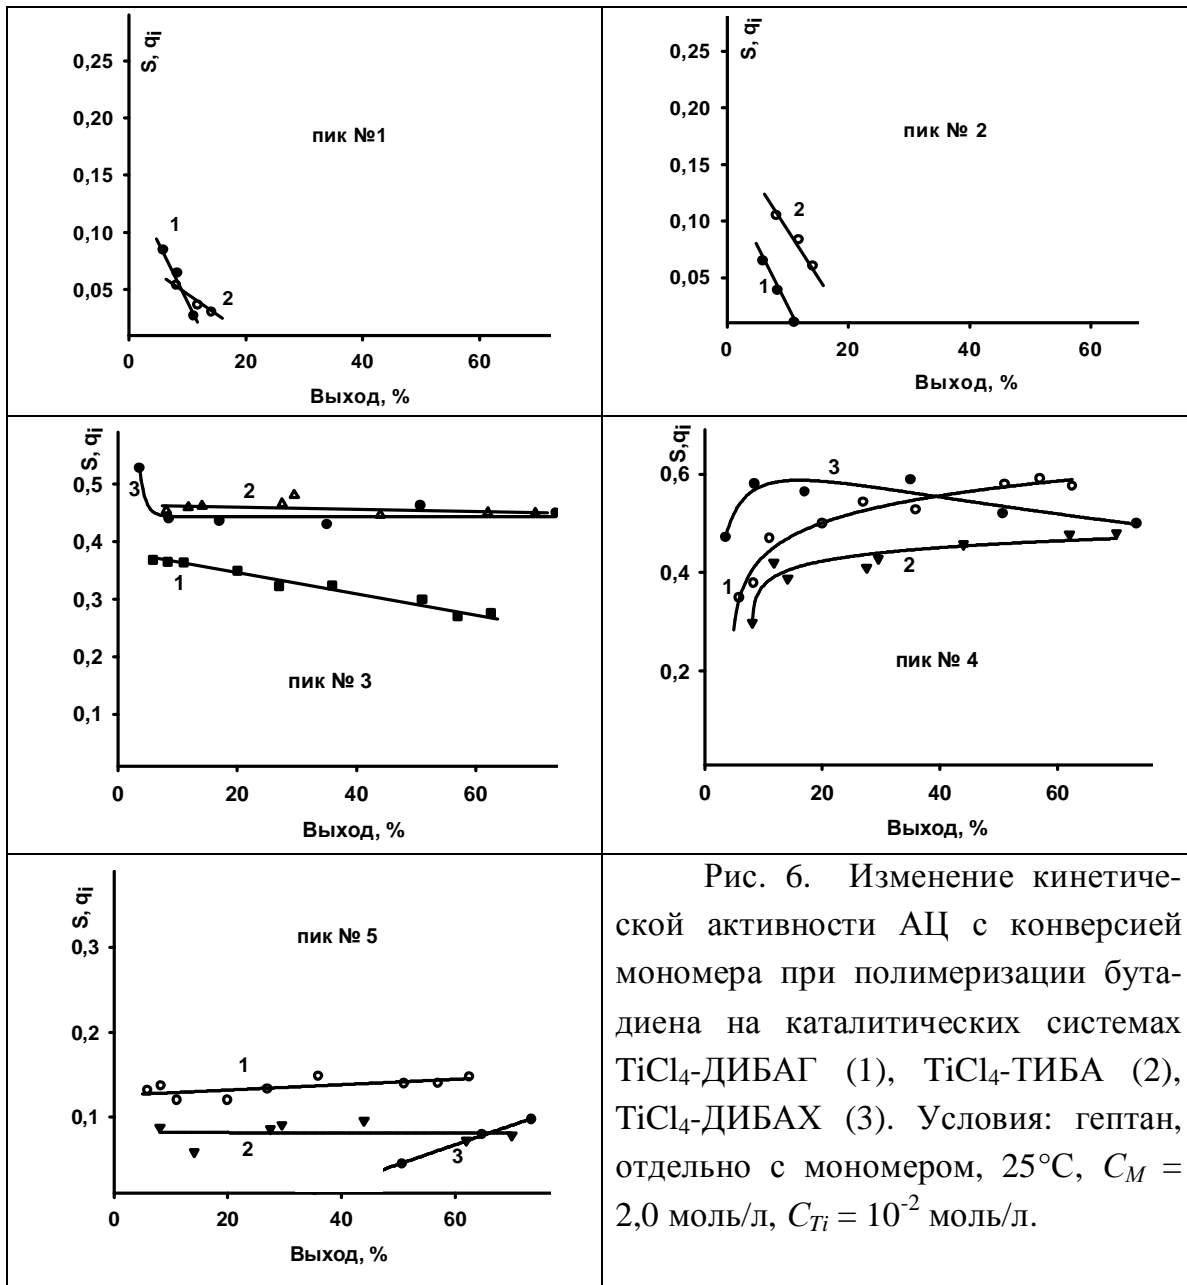 S, qi
0,25
0,20
0,15
0,10
0,05
пик №1
1
2
0 20 40 60
Выход, %
S, qi
0,25
0,20
0,15
0,10
0,05
пик № 2
2
1
0 20 40 60
Выход, %
S, qi
0,5
0,4
0,3
0,2
0,1
3
2
1
пик № 3
0 20 40 60
Выход, %
S,qi
0,6
0,4
0,2
3
1
2
пик № 4
0 20 40 60
Выход, %
S, qi
0,3
0,2
0,1
пик № 5
1
2
3
0 20 40 60
Выход, %
Рис. 6. Изменение кинетиче-
ской активности АЦ с конверсией
мономера при полимеризации бута-
диена на каталитических системах
TiCl₄-ДИБАГ (1), TiCl₄-ТИБА (2),
TiCl₄-ДИБАХ (3). Условия: гептан,
отдельно с мономером, 25°С, C_M =
2,0 моль/л, C_Ti = 10⁻² моль/л.